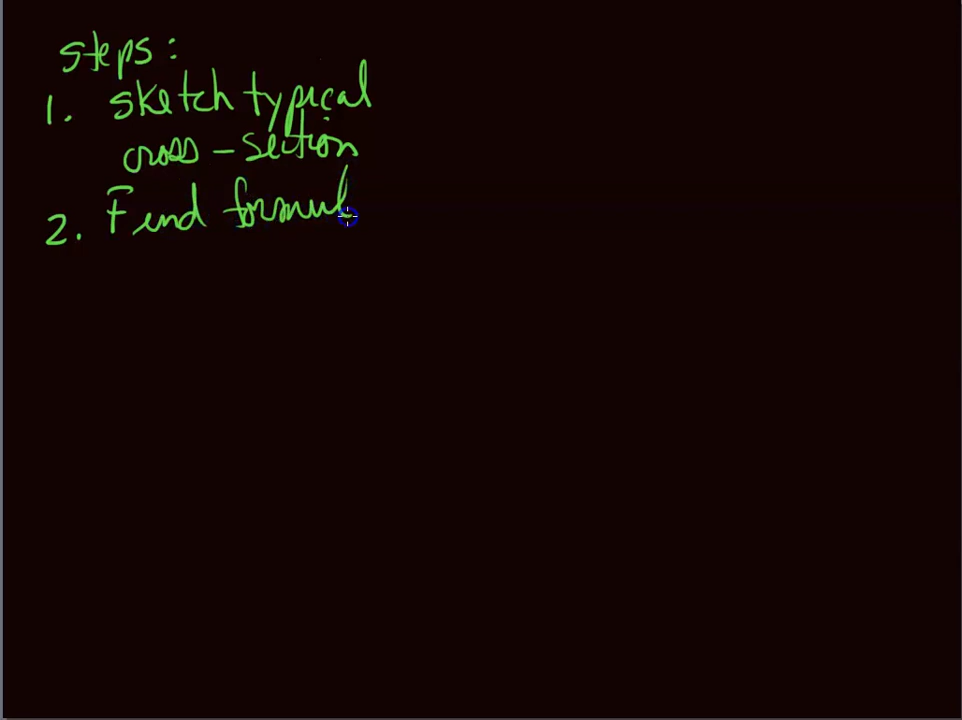 steps:
1. sketch typical
cross-section
2. Find formul